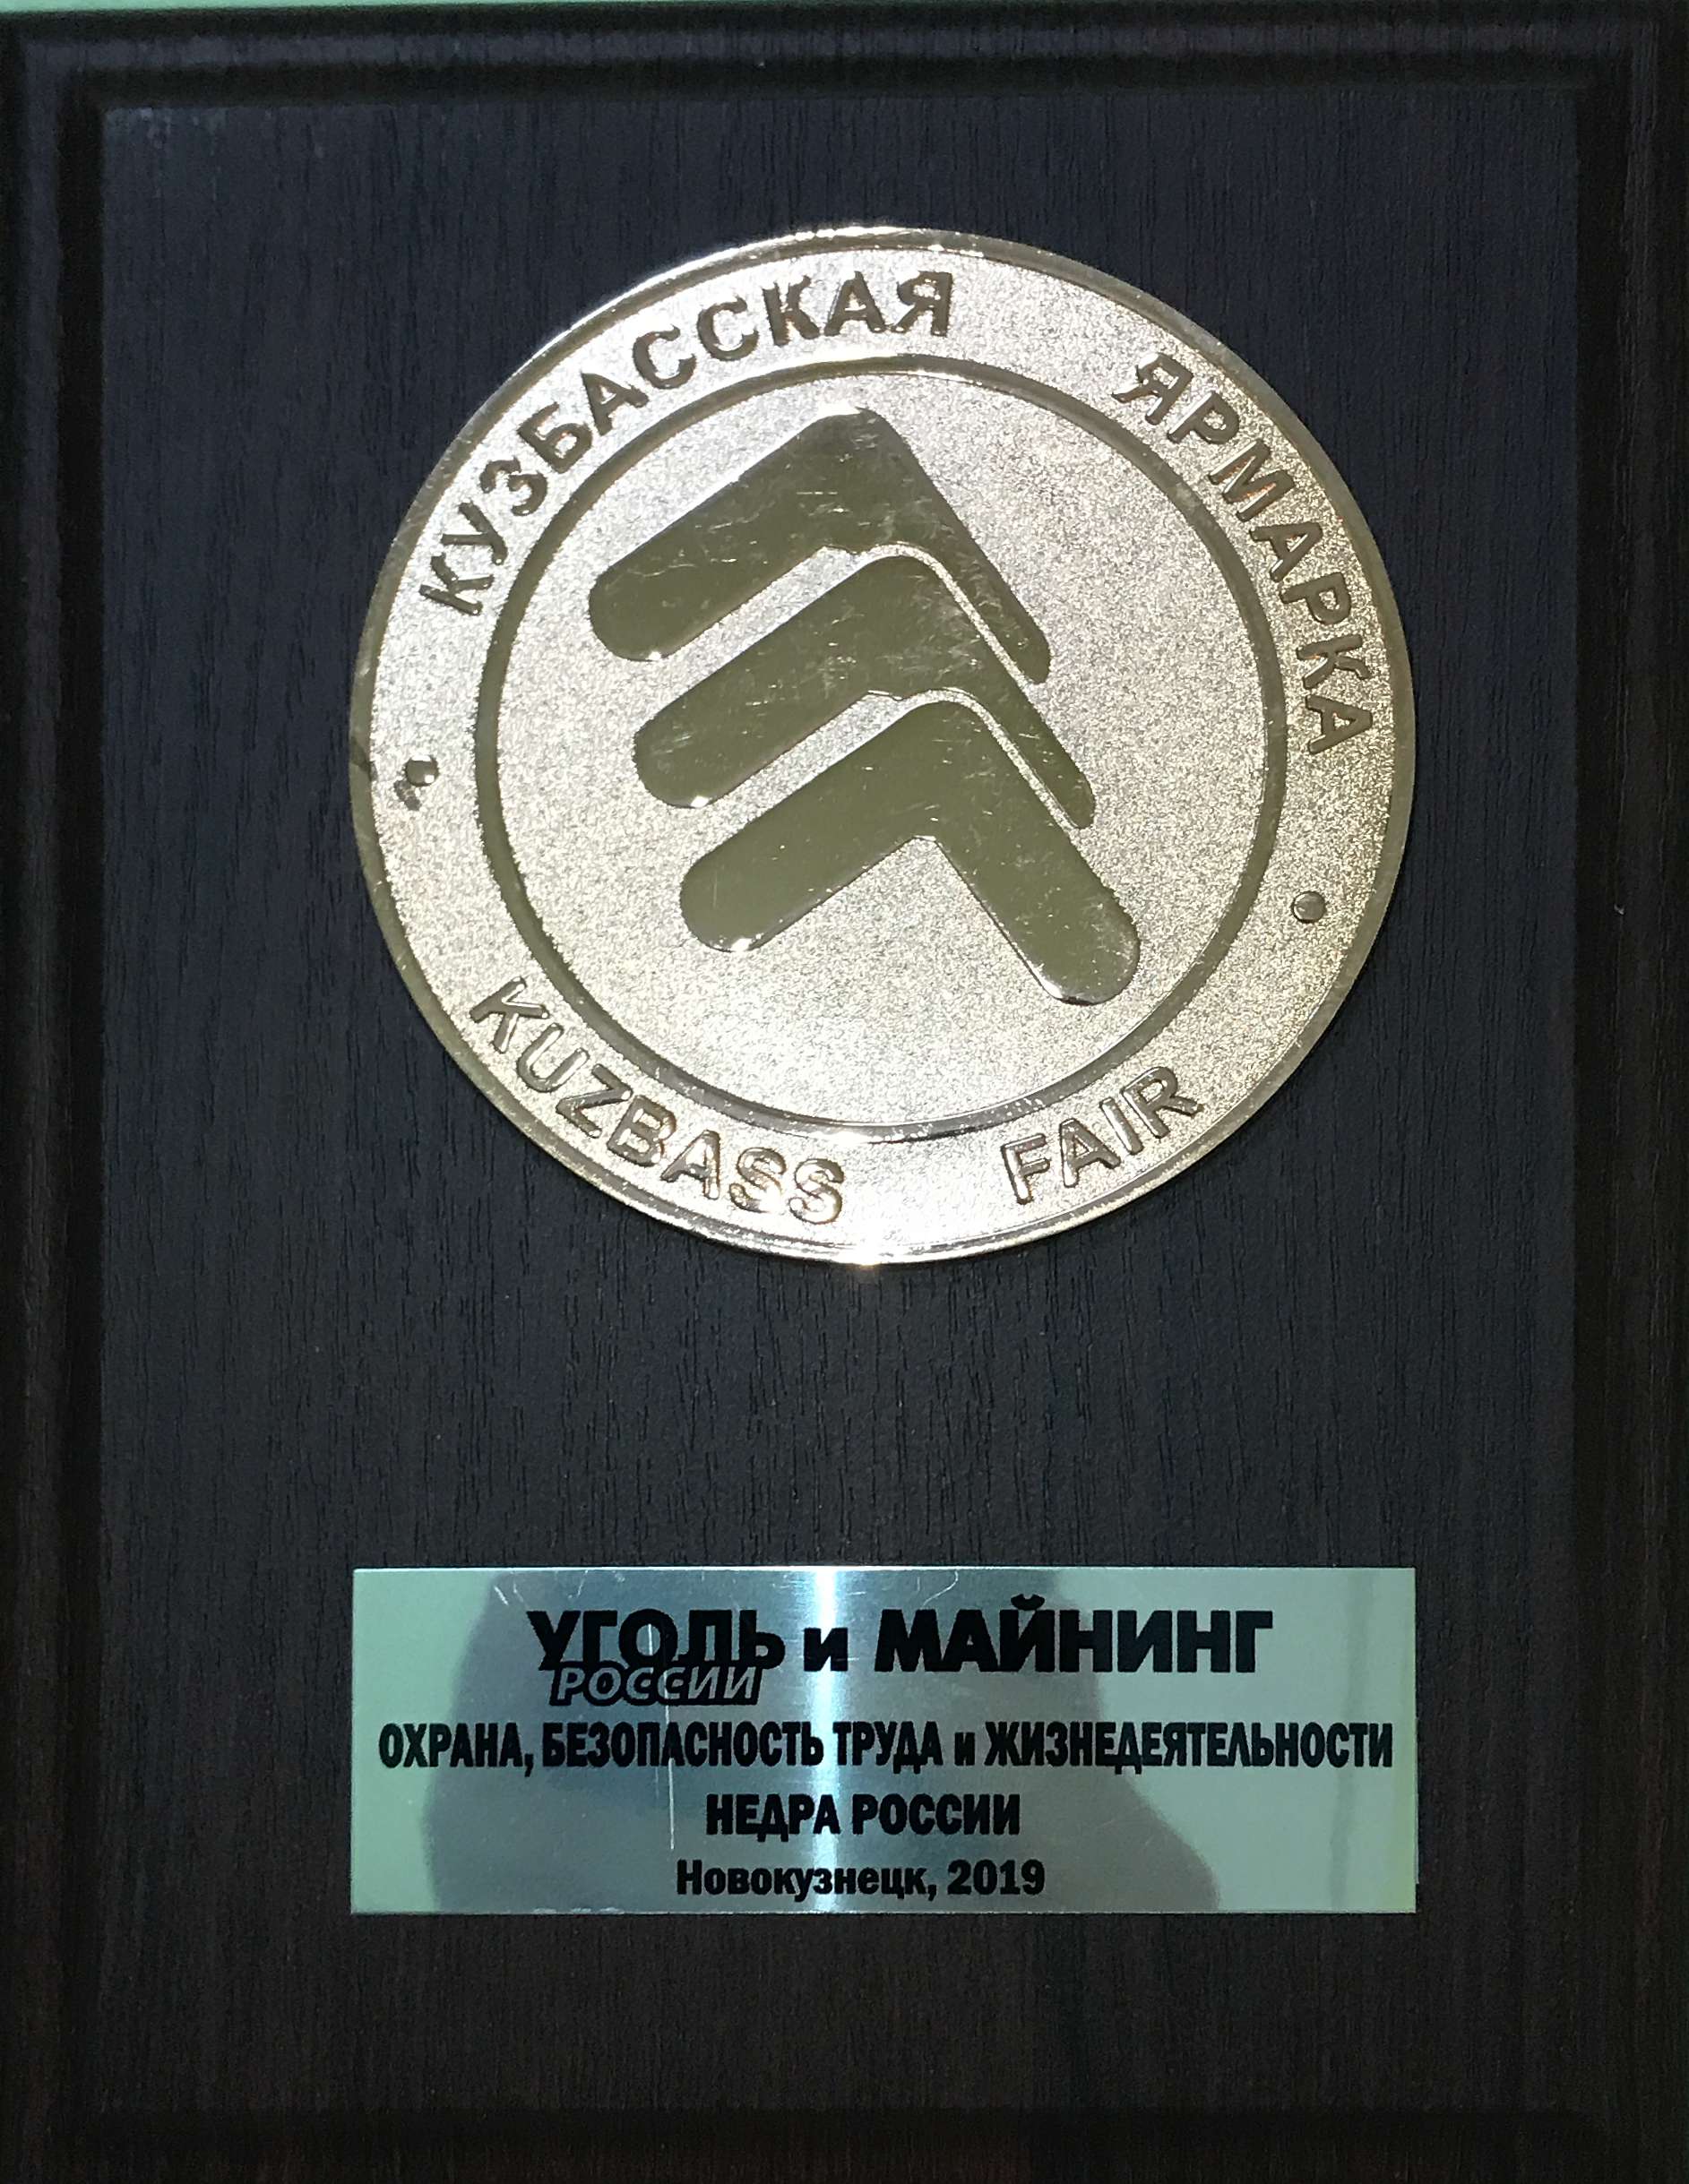 КУЗБАССКАЯ ЯРМАРКА
KUZBASS FAIR
УГОЛЬ и МАЙНИНГ
РОССИИ
ОХРАНА, БЕЗОПАСНОСТЬ ТРУДА и ЖИЗНЕДЕЯТЕЛЬНОСТИ
НЕДРА РОССИИ
Новокузнецк, 2019